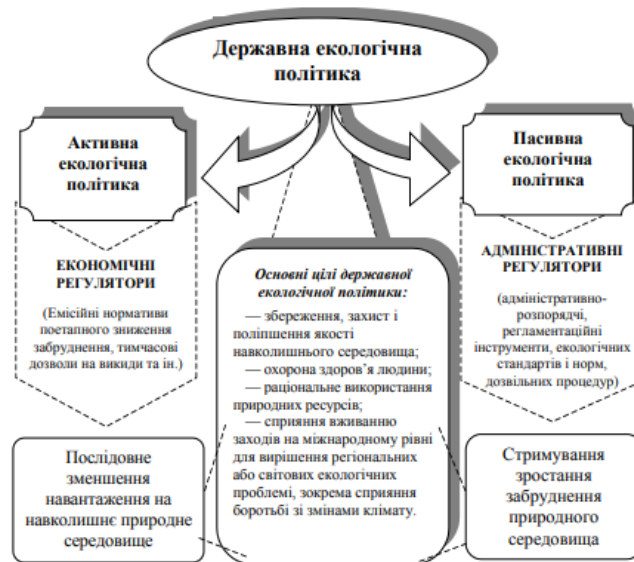 Державна екологічна
політика
Активна
екологічна
політика
Пасивна
екологічна
політика
ЕКОНОМІЧНІ
РЕГУЛЯТОРИ
(Емісійні нормативи
поетапного зниження
забруднення, тимчасові
дозволи на викиди та ін.)
Основні цілі державної
екологічної політики:
— збереження, захист і
поліпшення якості
навколишнього середовища;
— охорона здоров’я людини;
— раціональне використання
природних ресурсів;
— сприяння вживанню
заходів на міжнародному рівні
для вирішення регіональних
або світових екологічних
проблемі, зокрема сприяння
боротьбі зі змінами клімату.
АДМІНІСТРАТИВНІ
РЕГУЛЯТОРИ
(адміністративно-
розпорядчі,
регламентаційні
інструменти, екологічних
стандартів і норм,
дозвільних процедур)
Послідовне
зменшення
навантаження на
навколишнє природне
середовище
Стримування
зростання
забруднення
природного
середовища